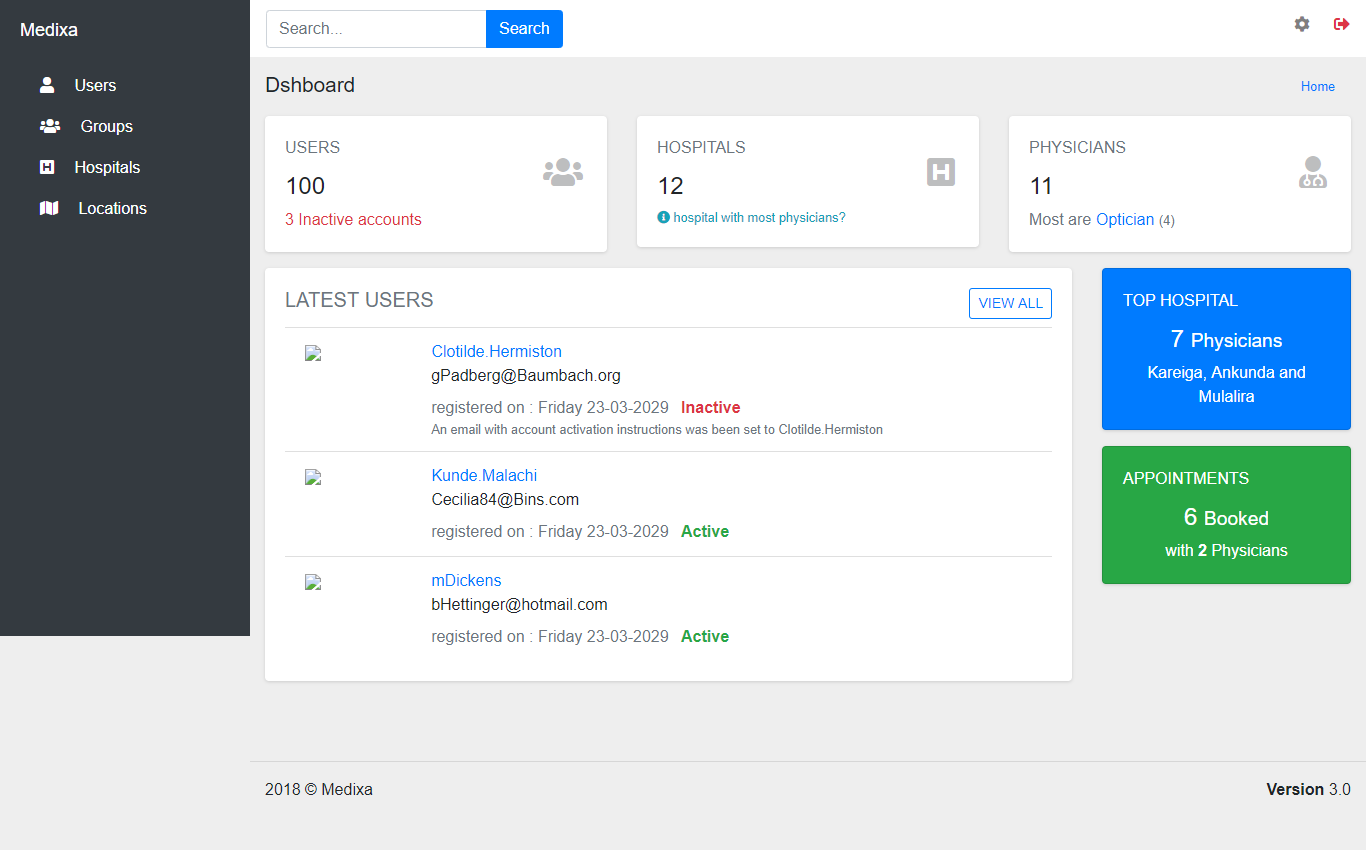 Medixa
Users
Groups
Hospitals
Locations
Search...
Search
Dshboard
Home
USERS
100
3 Inactive accounts
HOSPITALS
12
hospital with most physicians?
PHYSICIANS
11
Most are Optician (4)
LATEST USERS
VIEW ALL
Clotilde.Hermiston
gPadberg@Baumbach.org
registered on : Friday 23-03-2029 Inactive
An email with account activation instructions was been set to Clotilde.Hermiston
Kunde.Malachi
Cecilia84@Bins.com
registered on : Friday 23-03-2029 Active
mDickens
bHettinger@hotmail.com
registered on : Friday 23-03-2029 Active
TOP HOSPITAL
7 Physicians
Kareiga, Ankunda and
Mulalira
APPOINTMENTS
6 Booked
with 2 Physicians
2018 © Medixa
Version 3.0